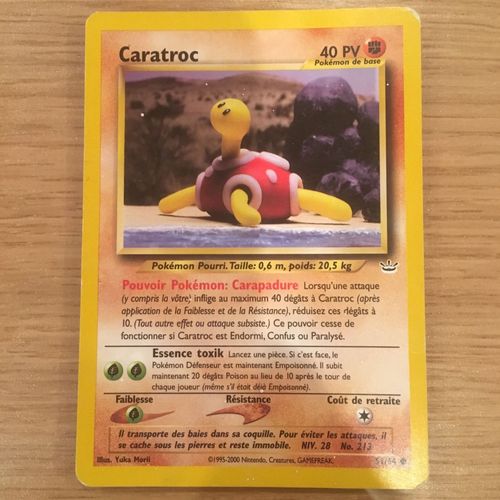 Caratroc
40 PV
Pokémon de base
Pokémon Pourri. Taille: 0,6 m, poids: 20,5 kg
Pouvoir Pokémon: Carapadure Lorsqu'une attaque
(y compris la vôtre) inflige au maximum 40 dégâts à Caratroc (après
application de la Faiblesse et de la Résistance), réduisez ces dégâts à
10. (Tout autre effet ou attaque subsiste.) Ce pouvoir cesse de
fonctionner si Caratroc est Endormi, Confus ou Paralysé.
Essence toxik Lancez une pièce. Si c'est face, le
Pokémon Défenseur est maintenant Empoisonné. Il subit
maintenant 20 dégâts Poison au lieu de 10 après le tour de
chaque joueur (même s'il était déjà Empoisonné).
Faiblesse Résistance Coût de retraite
Il transporte des baies dans sa coquille. Pour éviter les attaques, il
se cache sous les pierres et reste immobile. NIV. 28 No. 213
Illus. Yuka Morii ©1995-2000 Nintendo, Creatures, GAMEFREAK. 51/64